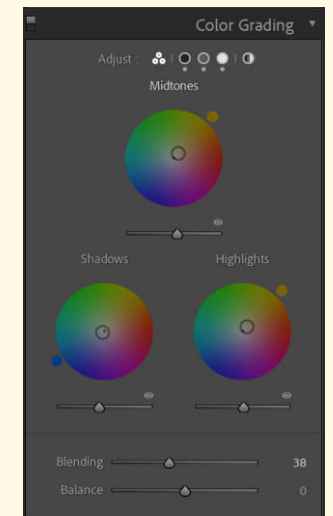 Color Grading
Adjust :
Midtones
Shadows Highlights
Blending 38
Balance 0